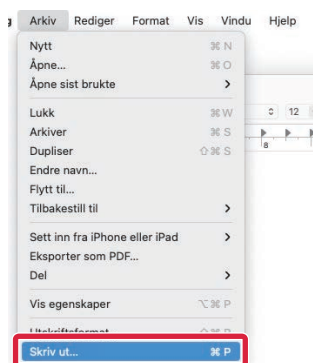 Arkiv Rediger Format Vis Vindu Hjelp
Nytt ⌘ N
Åpne... ⌘ O
Åpne sist brukte >
12
Lukk ⌘ W
Arkiver ⌘ S
8
Dupliser ⇧ ⌘ S
Endre navn...
Flytt til...
Tilbakestill til >
Sett inn fra iPhone eller iPad >
Eksporter som PDF...
Del >
Vis egenskaper ⌥ ⌘ P
Utskriftsformat ⇧ ⌘ P
Skriv ut... ⌘ P